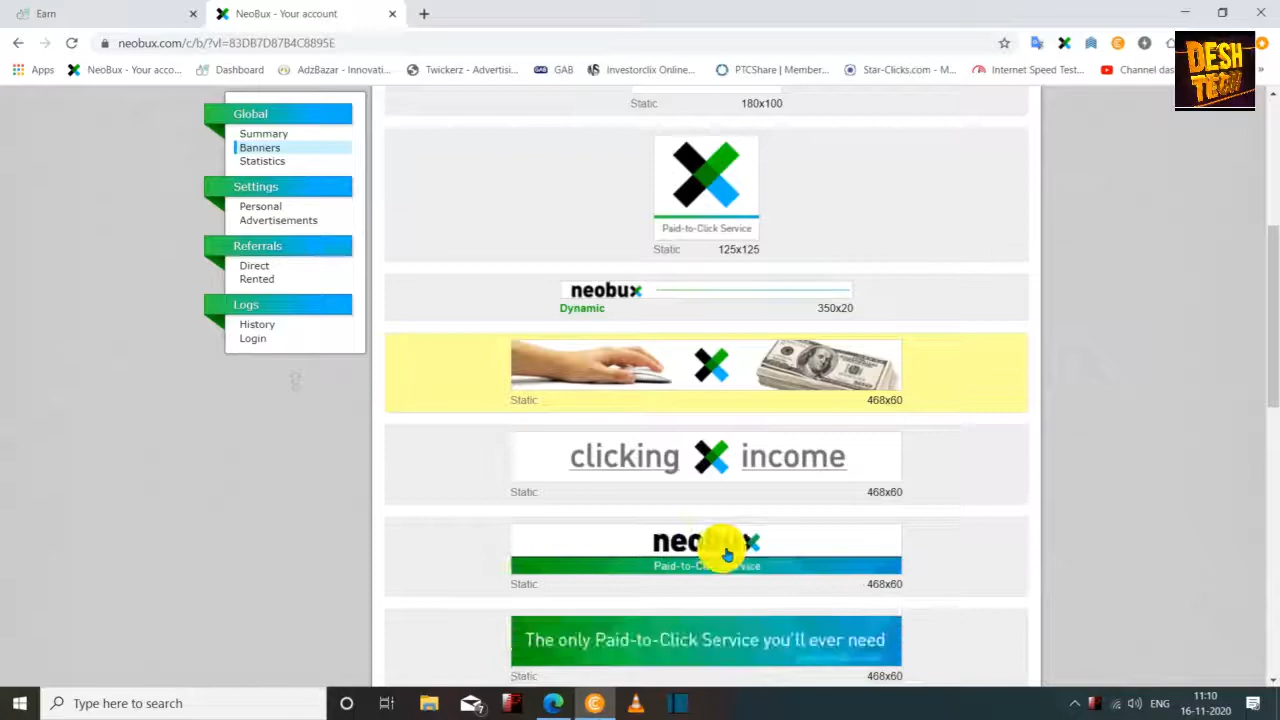 Earn
NeoBux - Your account
neobux.com/c/b/?vl=83DB7D87B4C8895E
Apps
NeoBux - Your acco...
Dashboard
AdzBazar - Innovati...
Twickerz - Advertisi...
GAB
Investorclix Online...
PTCShare | Member...
Star-Clicks.com - M...
Internet Speed Test...
Channel das
»
DESH
TECH
Global
Summary
Banners
Statistics
Settings
Personal
Advertisements
Referrals
Direct
Rented
Logs
History
Login
Static 180x100
Paid-to-Click Service
Static 125x125
neobux
Dynamic 350x20
Static 468x60
clicking income
Static 468x60
neobux
Static 468x60
The only Paid-to-Click Service you'll ever need
Static 468x60
Type here to search
ENG
11:10
16-11-2020